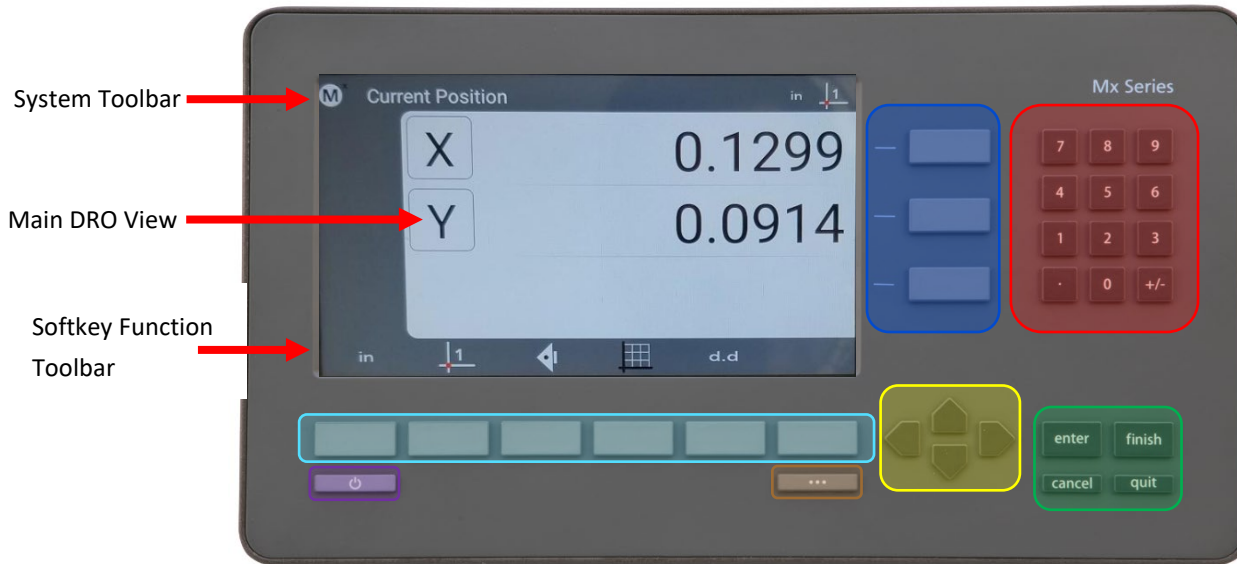 System Toolbar
M Current Position in 1
Mx Series
X 0.1299
Main DRO View
Y 0.0914
Softkey Function
Toolbar
in 1 d.d
7 8 9
4 5 6
1 2 3
. 0 +/-
enter finish
cancel quit
...